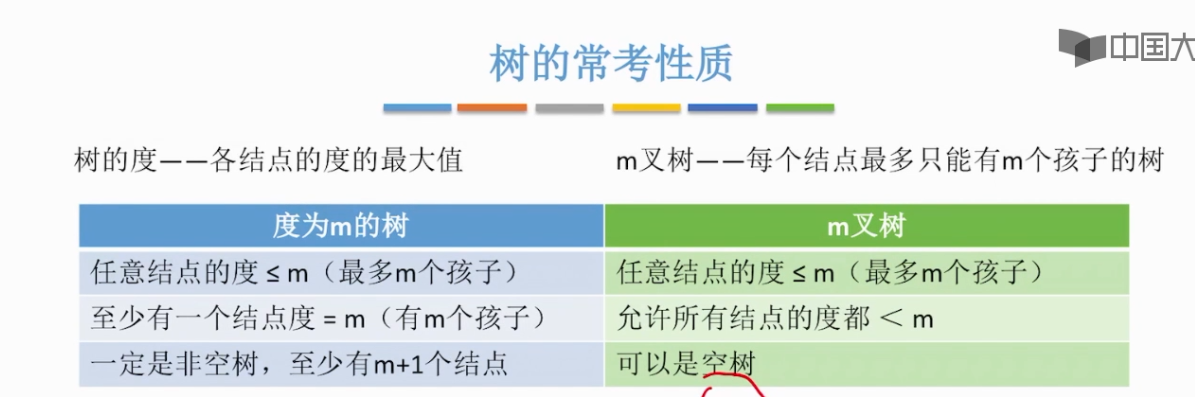 中国大
树的常考性质
树的度——各结点的度的最大值
m叉树——每个结点最多只能有m个孩子的树
度为m的树
m叉树
任意结点的度 ≤ m（最多m个孩子）
任意结点的度 ≤ m（最多m个孩子）
至少有一个结点度 = m（有m个孩子）
允许所有结点的度都 ＜ m
一定是非空树，至少有m+1个结点
可以是空树